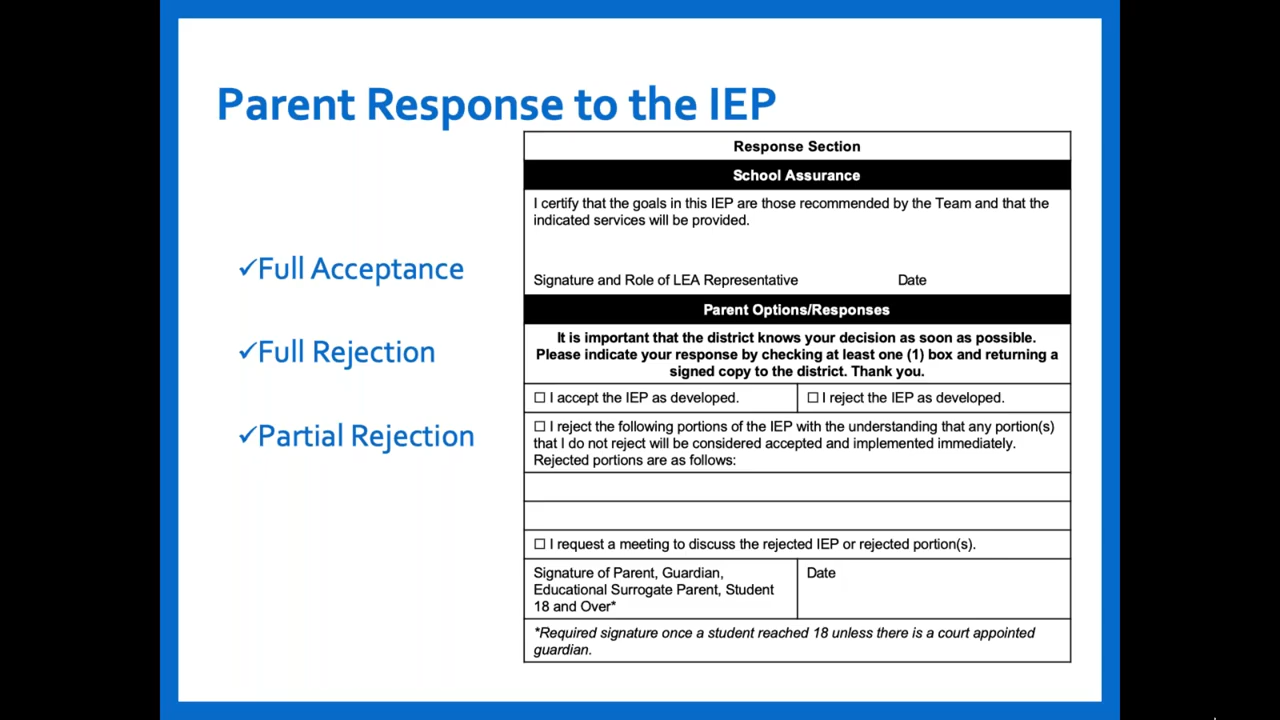 Parent Response to the IEP
✓Full Acceptance
✓Full Rejection
✓Partial Rejection
Response Section
School Assurance
I certify that the goals in this IEP are those recommended by the Team and that the
indicated services will be provided.
Signature and Role of LEA Representative Date
Parent Options/Responses
It is important that the district knows your decision as soon as possible.
Please indicate your response by checking at least one (1) box and returning a
signed copy to the district. Thank you.
☐ I accept the IEP as developed. ☐ I reject the IEP as developed.
☐ I reject the following portions of the IEP with the understanding that any portion(s)
that I do not reject will be considered accepted and implemented immediately.
Rejected portions are as follows:
☐ I request a meeting to discuss the rejected IEP or rejected portion(s).
Signature of Parent, Guardian,
Educational Surrogate Parent, Student
18 and Over*
Date
*Required signature once a student reached 18 unless there is a court appointed
guardian.